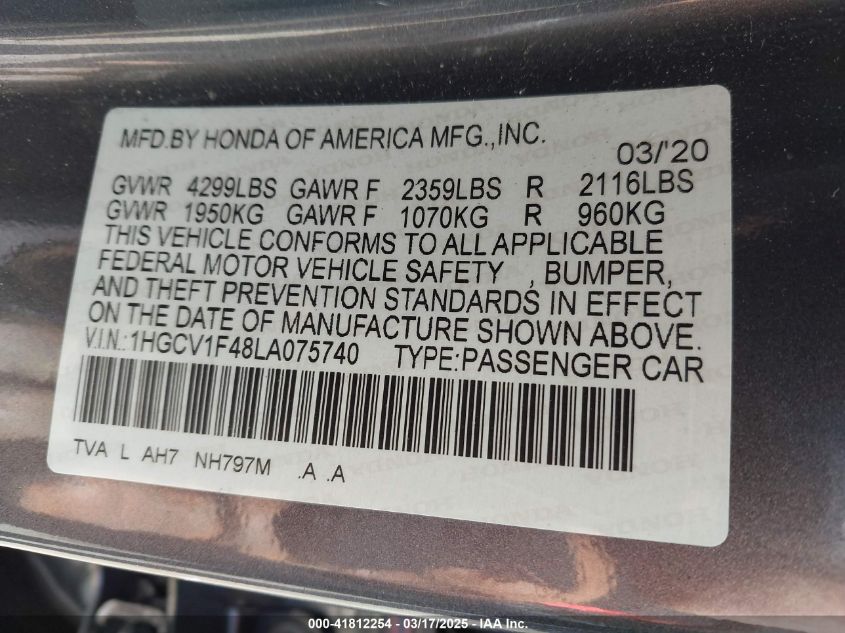 MFD.BY HONDA OF AMERICA MFG.,INC.
03/'20
GVWR 4299LBS GAWR F 2359LBS R 2116LBS
GVWR 1950KG GAWR F 1070KG R 960KG
THIS VEHICLE CONFORMS TO ALL APPLICABLE
FEDERAL MOTOR VEHICLE SAFETY , BUMPER,
AND THEFT PREVENTION STANDARDS IN EFFECT
ON THE DATE OF MANUFACTURE SHOWN ABOVE.
V.I.N.:1HGCV1F48LA075740 TYPE:PASSENGER CAR
TVA L AH7 NH797M .A .A
000-41812254 - 03/17/2025 - IAA Inc.